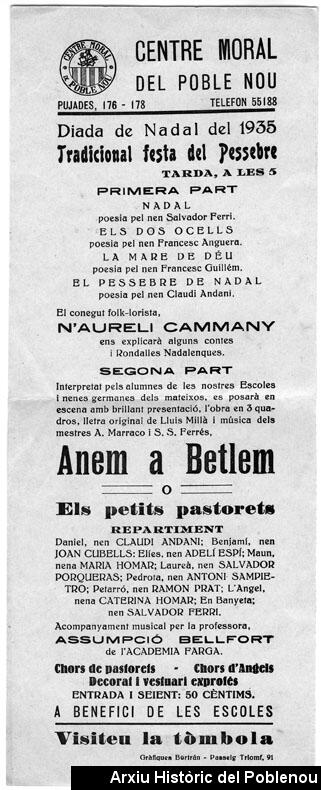 CENTRE MORAL
POBLE NOU
CENTRE MORAL
DEL POBLE NOU
PUJADES, 176 - 178 TELEFON 55188
Diada de Nadal del 1935
Tradicional festa del Pessebre
TARDA, A LES 5
PRIMERA PART
NADAL
poesia pel nen Salvador Ferri.
ELS DOS OCELLS
poesia pel nen Francesc Anguera.
LA MARE DE DÉU
poesia pel nen Francesc Guillém.
EL PESSEBRE DE NADAL
poesia pel nen Claudi Andani.
El conegut folk-lorista,
N'AURELI CAMMANY
ens explicarà alguns contes
i Rondalles Nadalenques.
SEGONA PART
Interpretat pels alumnes de les nostres Escoles
i nenes germanes dels mateixos, es posarà en
escena amb brillant presentació, l'obra en 3 qua-
dros, lletra original de Lluis Millà i música dels
mestres A. Marraco i S. S. Ferrés,
Anem a Betlem
O
Els petits pastorets
REPARTIMENT
Daniel, nen CLAUDI ANDANI; Benjamí, nen
JOAN CUBELLS: Elíes, nen ADELÍ ESPÍ; Maun,
nena MARIA HOMAR; Laureà, nen SALVADOR
PORQUERAS; Pedrota, nen ANTONI SAMPIE-
TRO; Petarró, nen RAMON PRAT; L'Angel,
nena CATERINA HOMAR; En Banyeta;
nen SALVADOR FERRI.
Acompanyament musical per la professora,
ASSUMPCIÓ BELLFORT
de l'ACADEMIA FARGA.
Chors de pastorets - Chors d'Angels
Decorat i vestuari exprofés
ENTRADA I SEIENT: 50 CÈNTIMS.
A BENEFICI DE LES ESCOLES
Visiteu la tòmbola
Gràfiques Bertrán - Passeig Triomf, 91
Arxiu Històric del Poblenou